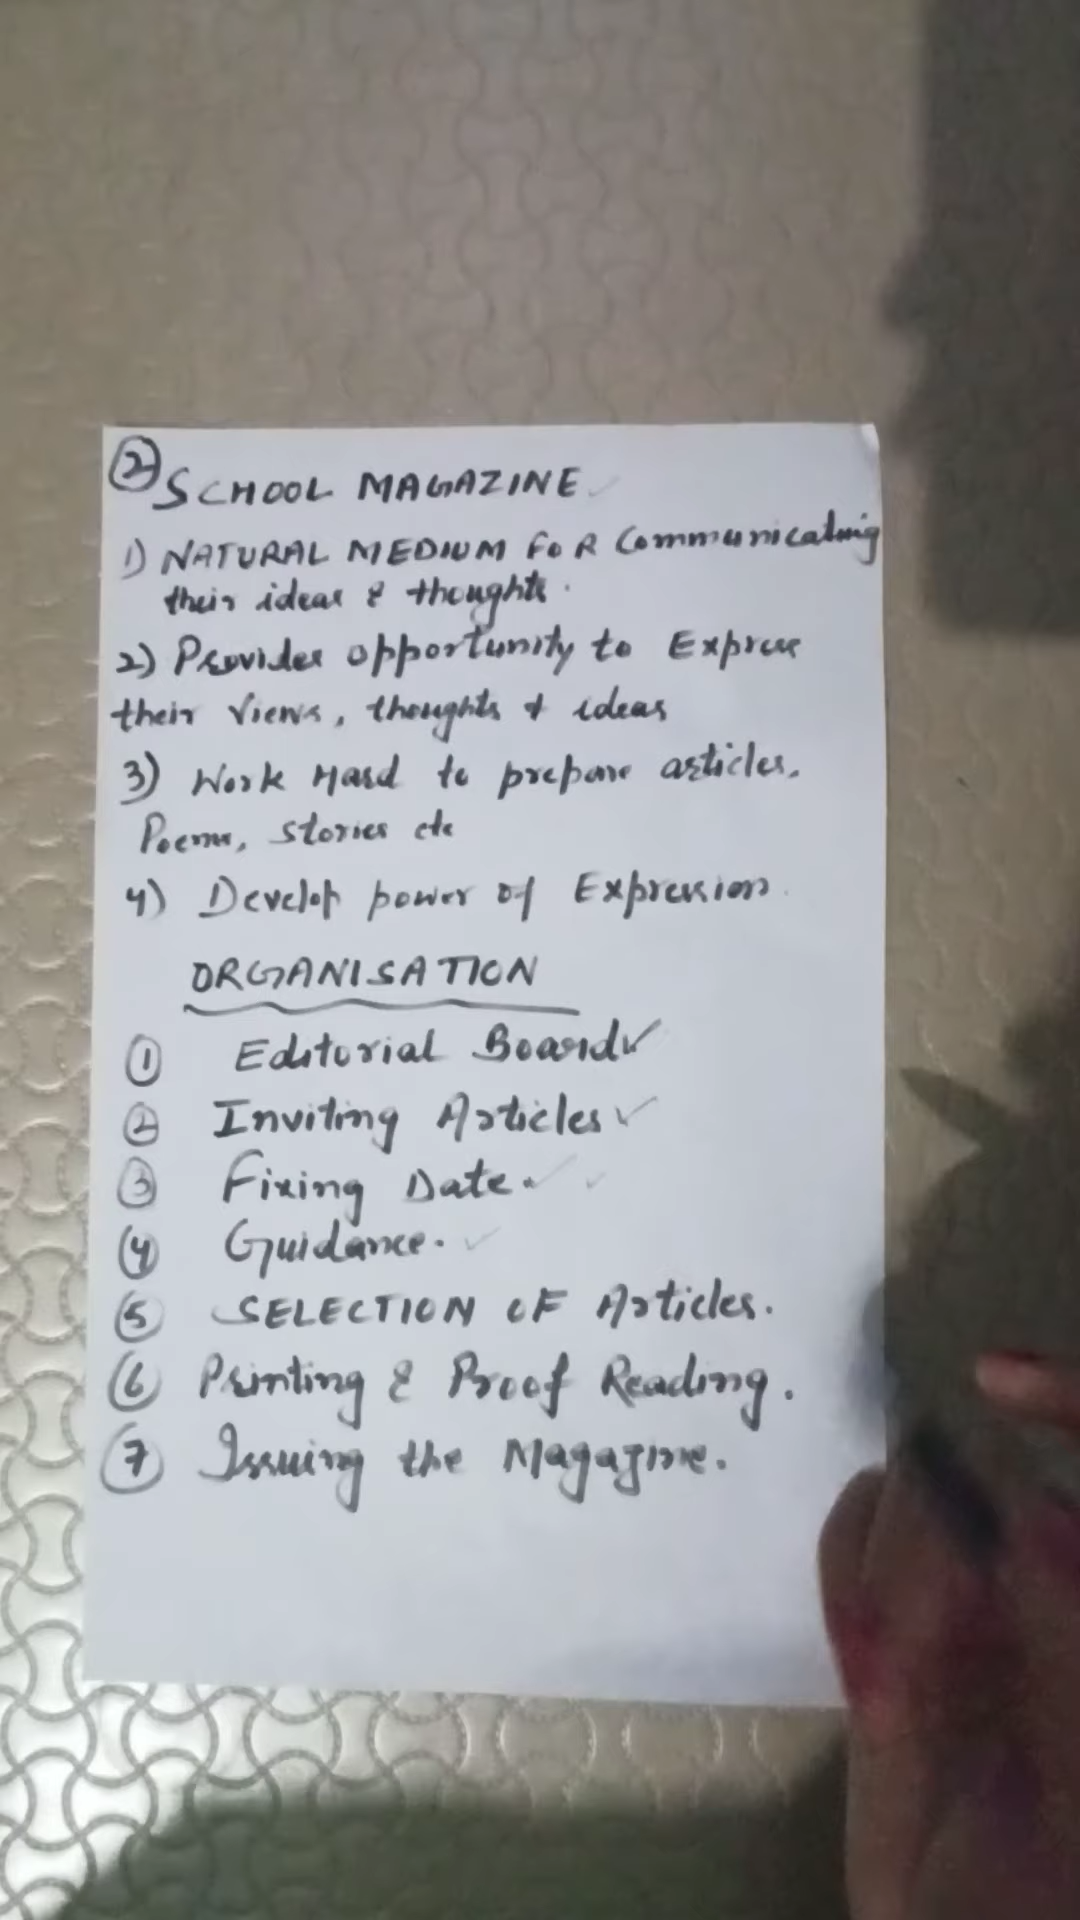 ② SCHOOL MAGAZINE
1) NATURAL MEDIUM FOR Communicating
their ideas & thoughts.
2) Provides opportunity to Express
their views, thoughts & ideas
3) Work Hard to prepare articles,
Poems, stories etc
4) Develop power of Expression.
ORGANISATION
① Editorial Board ✓
② Inviting Articles ✓
③ Fixing Date. ✓
④ Guidance. ✓
⑤ SELECTION OF Articles.
⑥ Printing & Proof Reading.
⑦ Issuing the Magazine.